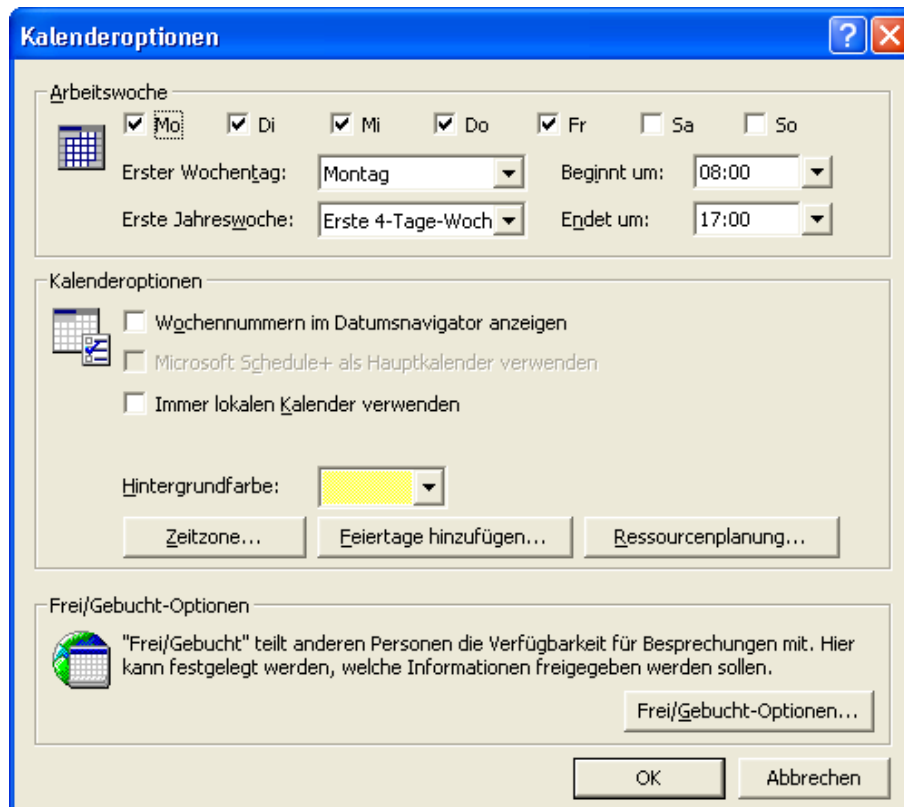 Kalenderoptionen
Arbeitswoche
Mo Di Mi Do Fr Sa So
Erster Wochentag: Montag Beginnt um: 08:00
Erste Jahreswoche: Erste 4-Tage-Woch Endet um: 17:00
Kalenderoptionen
Wochennummern im Datumsnavigator anzeigen
Microsoft Schedule+ als Hauptkalender verwenden
Immer lokalen Kalender verwenden
Hintergrundfarbe:
Zeitzone... Feiertage hinzufügen... Ressourcenplanung...
Frei/Gebucht-Optionen
"Frei/Gebucht" teilt anderen Personen die Verfügbarkeit für Besprechungen mit. Hier
kann festgelegt werden, welche Informationen freigegeben werden sollen.
Frei/Gebucht-Optionen...
OK Abbrechen